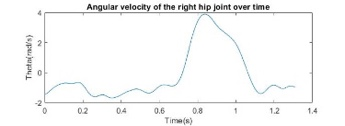 Angular velocity of the right hip joint over time
Theta(rad/s)
4
2
0
-2
0 0.2 0.4 0.6 0.8 1 1.2 1.4
Time(s)